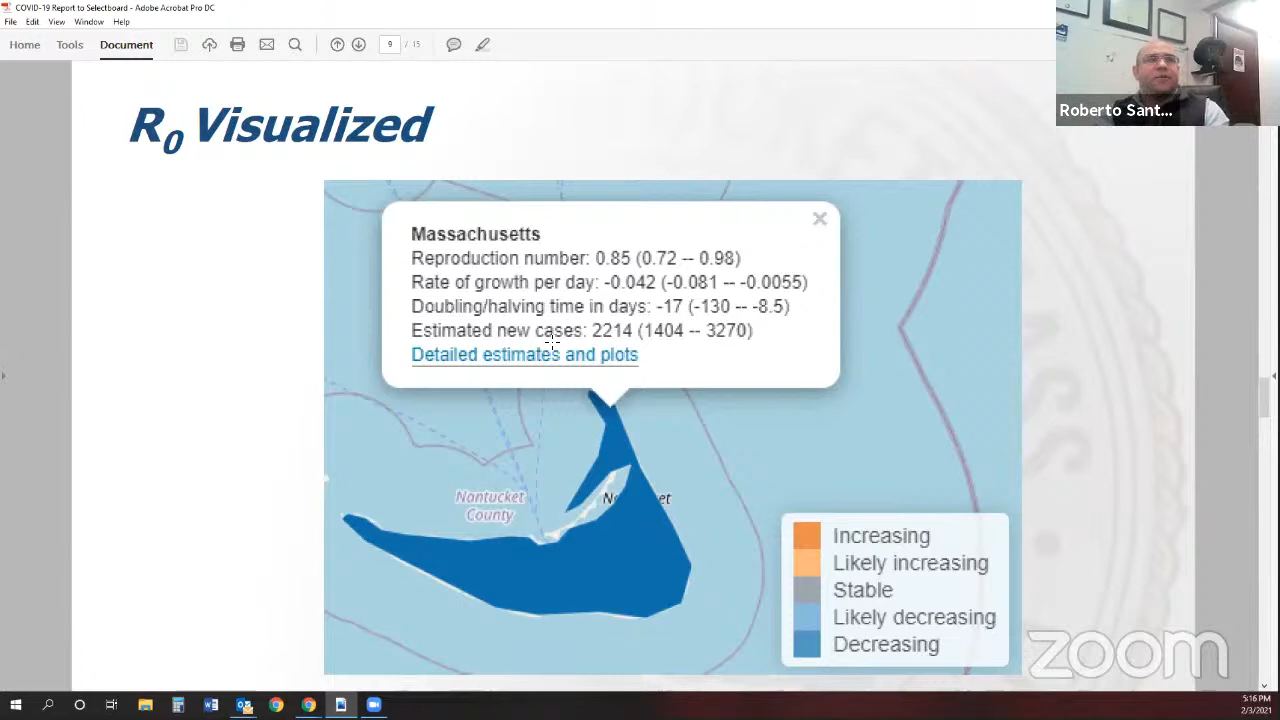 COVID-19 Report to Selectboard - Adobe Acrobat Pro DC
File Edit View Window Help
Home Tools Document 9 / 15
Roberto Sant...
R0 Visualized
Massachusetts
Reproduction number: 0.85 (0.72 -- 0.98)
Rate of growth per day: -0.042 (-0.081 -- -0.0055)
Doubling/halving time in days: -17 (-130 -- -8.5)
Estimated new cases: 2214 (1404 -- 3270)
Detailed estimates and plots
Nantucket
County
Increasing
Likely increasing
Stable
Likely decreasing
Decreasing
zoom
5:16 PM
2/3/2021